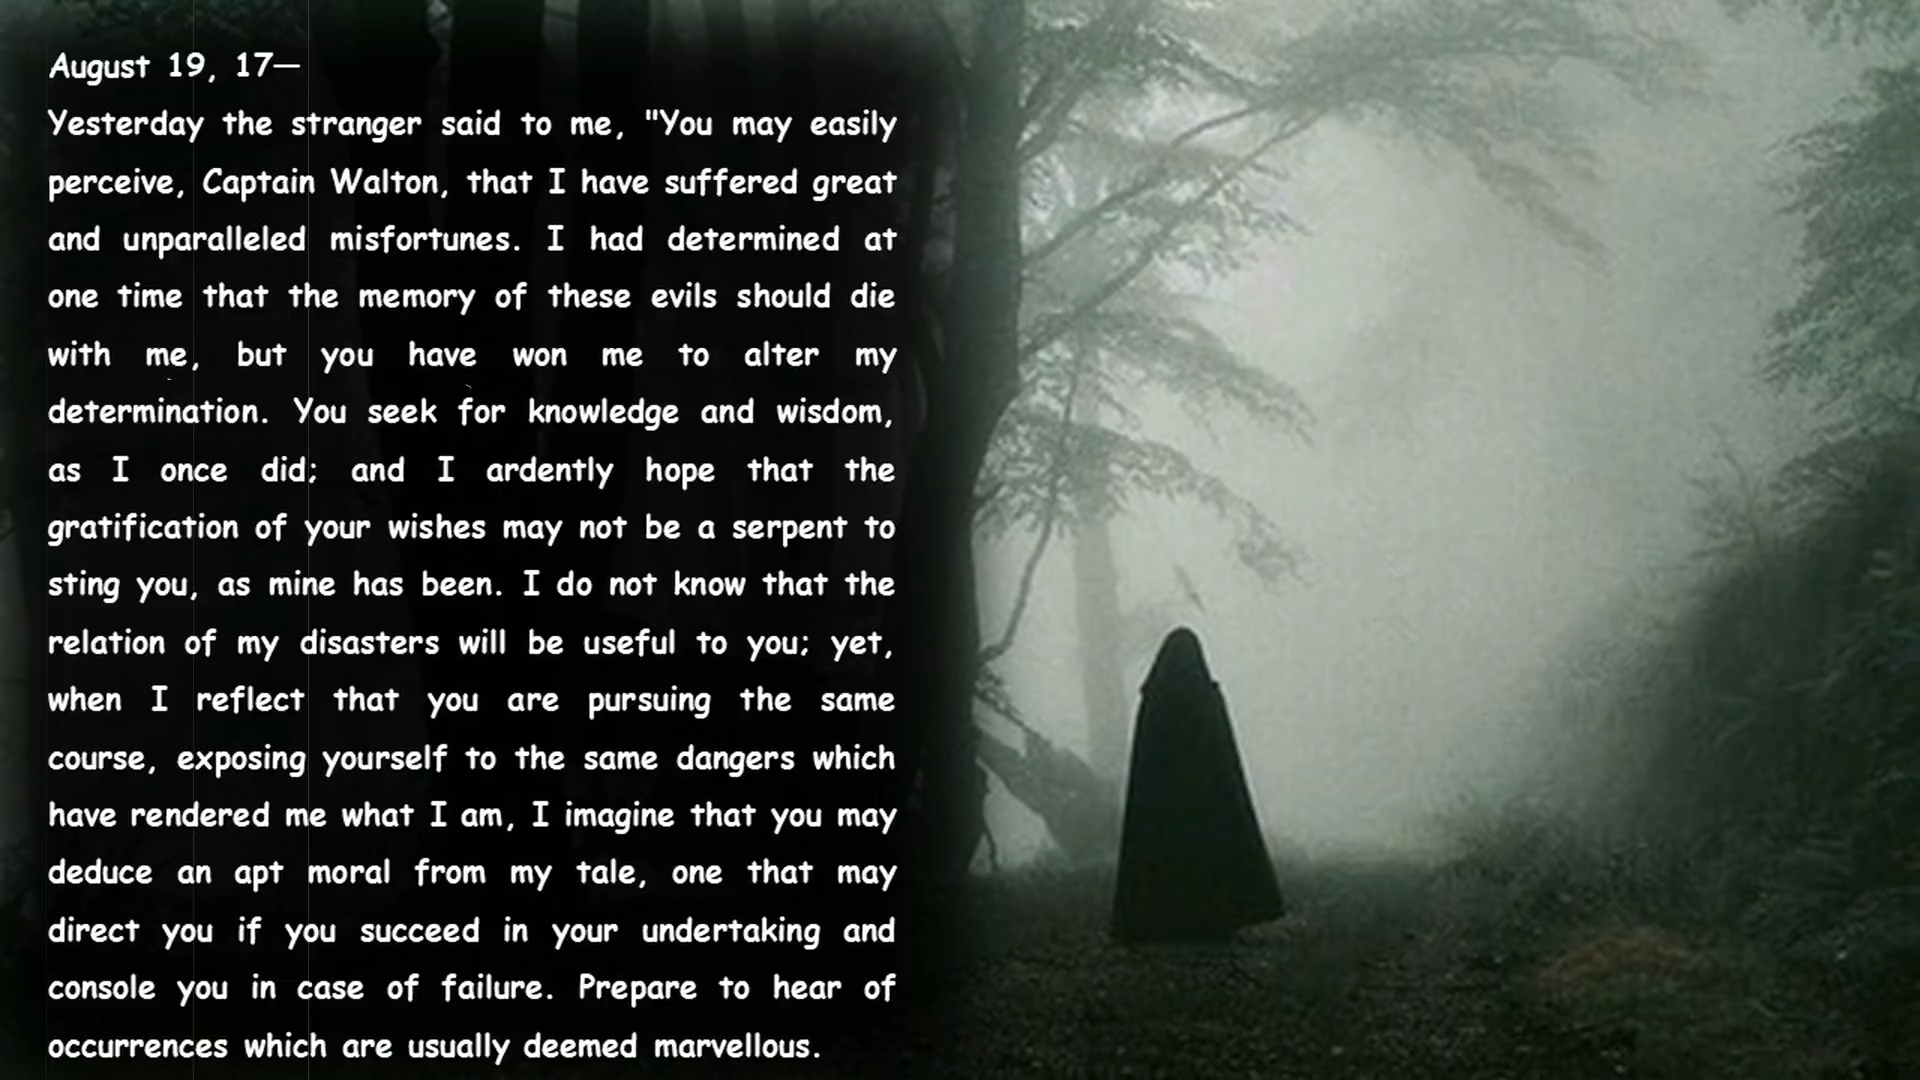 August 19, 17—
Yesterday the stranger said to me, "You may easily
perceive, Captain Walton, that I have suffered great
and unparalleled misfortunes. I had determined at
one time that the memory of these evils should die
with me, but you have won me to alter my
determination. You seek for knowledge and wisdom,
as I once did; and I ardently hope that the
gratification of your wishes may not be a serpent to
sting you, as mine has been. I do not know that the
relation of my disasters will be useful to you; yet,
when I reflect that you are pursuing the same
course, exposing yourself to the same dangers which
have rendered me what I am, I imagine that you may
deduce an apt moral from my tale, one that may
direct you if you succeed in your undertaking and
console you in case of failure. Prepare to hear of
occurrences which are usually deemed marvellous.